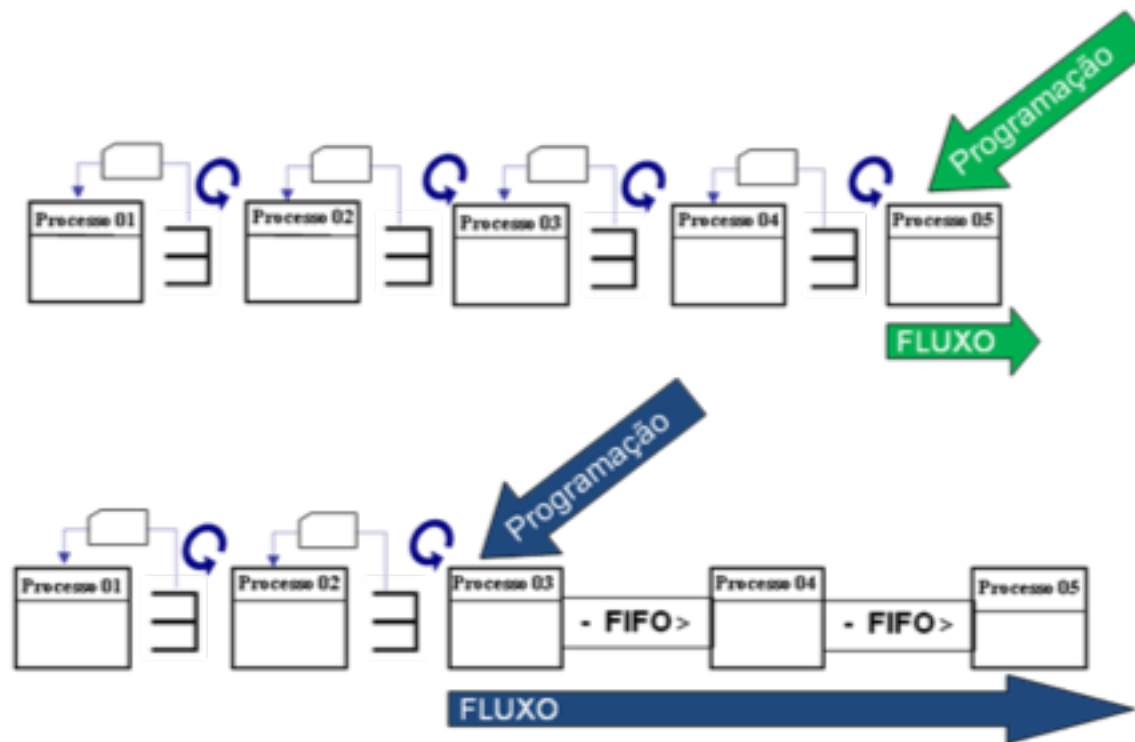 Programação
Processo 01
Processo 02
Processo 03
Processo 04
Processo 05
FLUXO
Programação
Processo 01
Processo 02
Processo 03
Processo 04
Processo 05
- FIFO >
- FIFO >
FLUXO